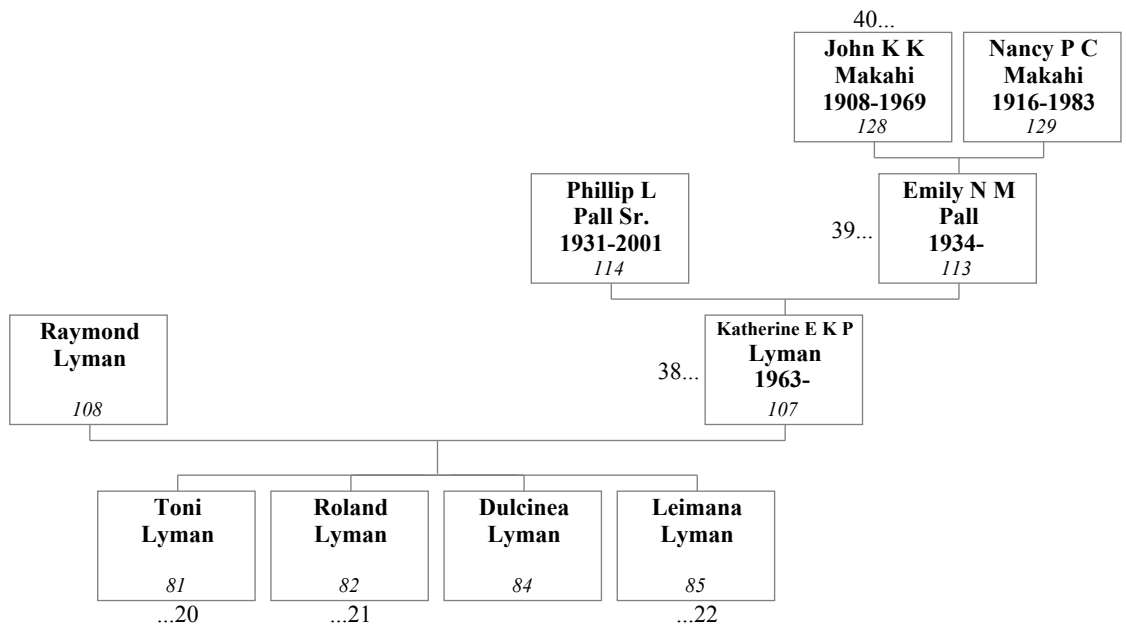 40...
John K K
Makahi
1908-1969
128
Nancy P C
Makahi
1916-1983
129
Phillip L
Pall Sr.
1931-2001
114
39...
Emily N M
Pall
1934-
113
Raymond
Lyman
108
38...
Katherine E K P
Lyman
1963-
107
Toni
Lyman
81
...20
Roland
Lyman
82
...21
Dulcinea
Lyman
84
Leimana
Lyman
85
...22